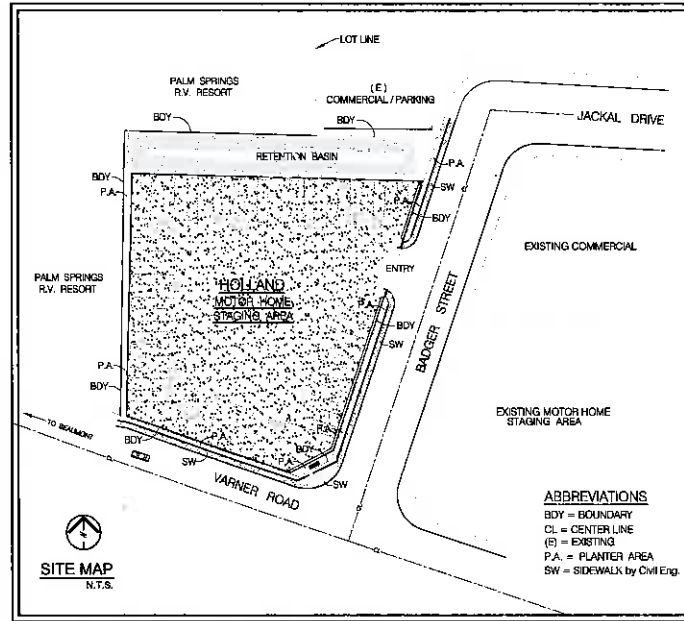 LOT LINE
PALM SPRINGS
R.V. RESORT
(E)
COMMERCIAL / PARKING
BDY
BDY
JACKAL DRIVE
RETENTION BASIN
P.A.
SW
BDY
P.A.
P.A.
BDY
EXISTING COMMERCIAL
ENTRY
PALM SPRINGS
R.V. RESORT
HOLLAND
MOTOR HOME
STAGING AREA
P.A.
BDY
SW
BADGER STREET
P.A.
BDY
EXISTING MOTOR HOME
STAGING AREA
TO BEAUMONT
BDY
P.A.
SW
P.A.
BDY
P.A.
SW
VARNER ROAD
ABBREVIATIONS
BDY = BOUNDARY
CL = CENTER LINE
(E) = EXISTING
P.A. = PLANTER AREA
SW = SIDEWALK by Civil Eng.
SITE MAP
N.T.S.